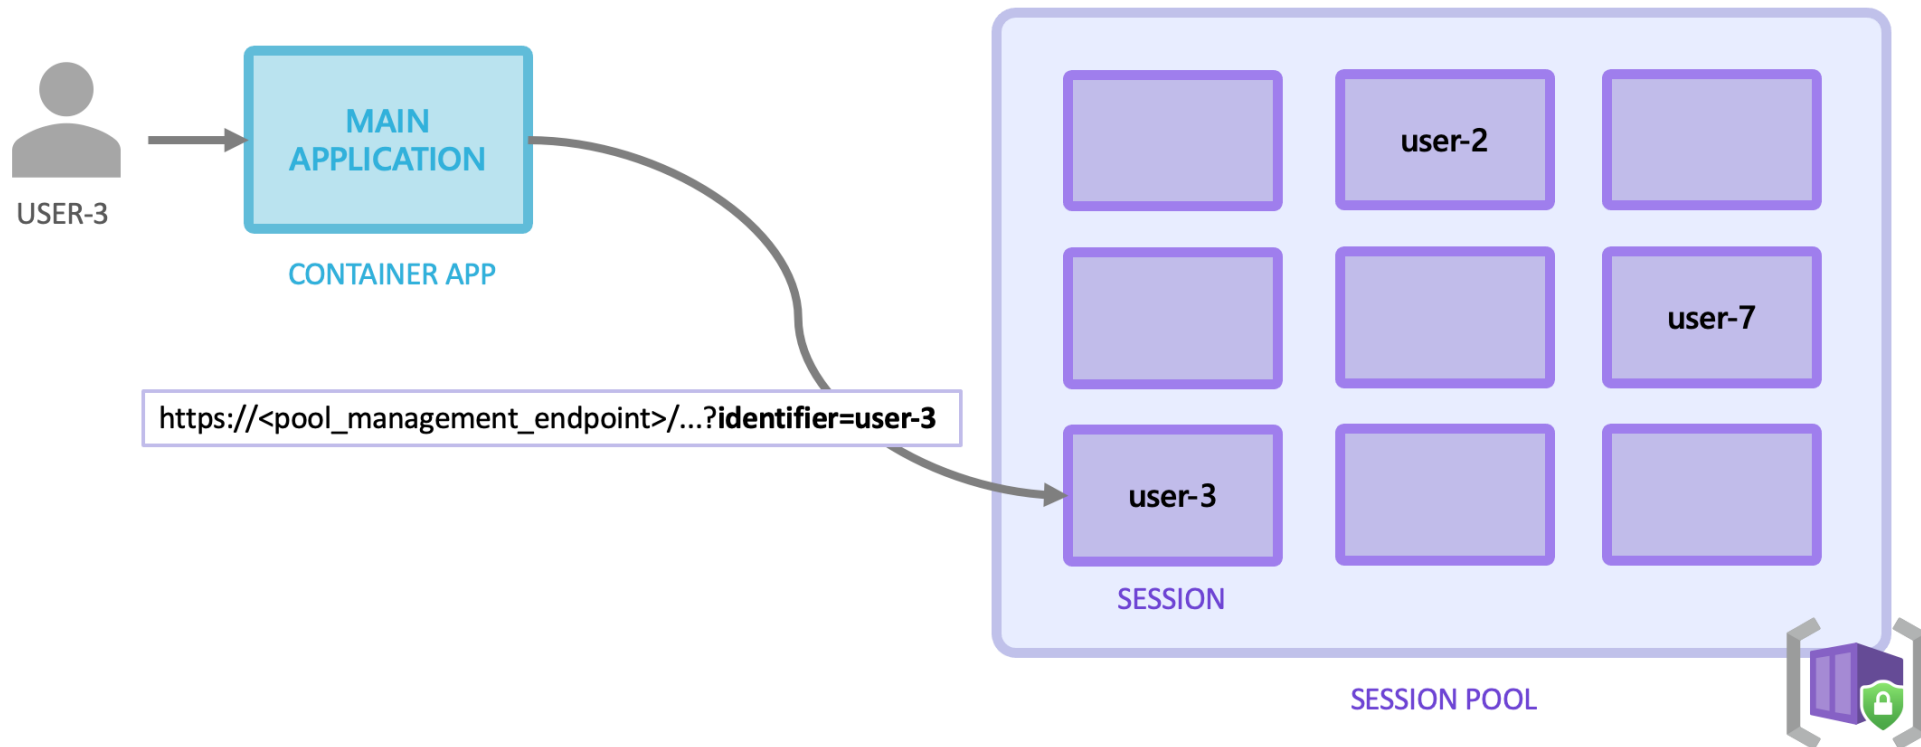 USER-3
MAIN
APPLICATION
CONTAINER APP
https://<pool_management_endpoint>/...?identifier=user-3
user-2
user-7
user-3
SESSION
SESSION POOL